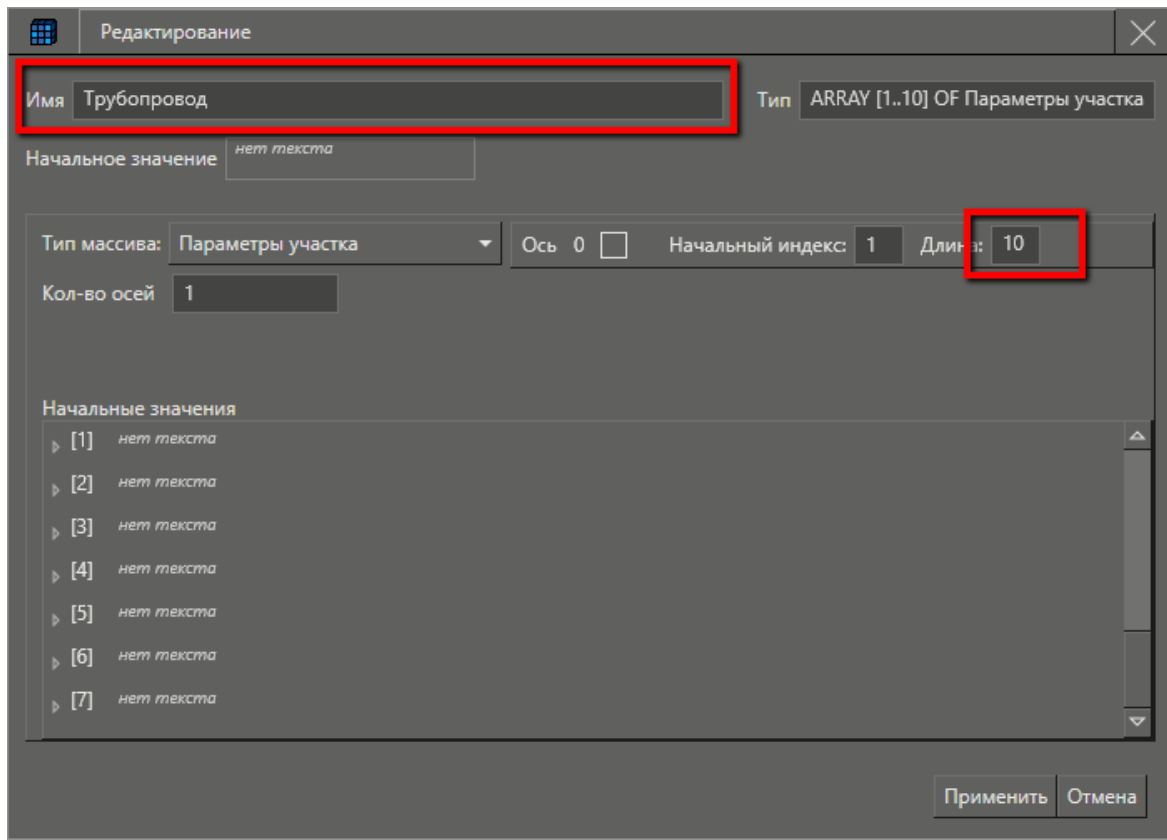 Редактирование
Имя Трубопровод Тип ARRAY [1..10] OF Параметры участка
Начальное значение нет текста
Тип массива: Параметры участка Ось 0 Начальный индекс: 1 Длина: 10
Кол-во осей 1
Начальные значения
[1] нет текста
[2] нет текста
[3] нет текста
[4] нет текста
[5] нет текста
[6] нет текста
[7] нет текста
Применить Отмена